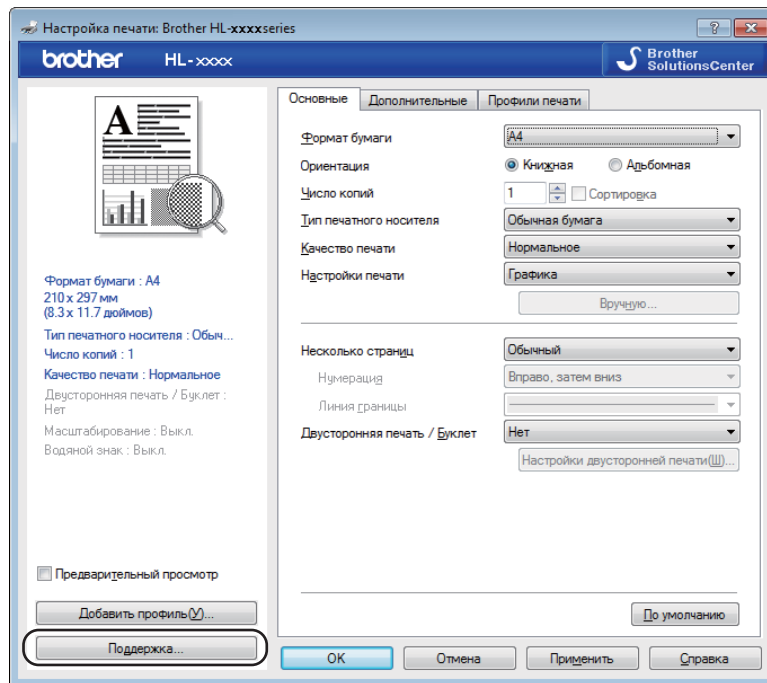 Настройка печати: Brother HL-xxxxseries
brother HL-xxxx
Brother
SolutionsCenter
A
Формат бумаги : A4
210 x 297 мм
(8.3 x 11.7 дюймов)
Тип печатного носителя : Обыч...
Число копий : 1
Качество печати : Нормальное
Двусторонняя печать / Буклет :
Нет
Масштабирование : Выкл.
Водяной знак : Выкл.
Предварительный просмотр
Добавить профиль(У)...
Поддержка...
Основные Дополнительные Профили печати
Формат бумаги A4
Ориентация Книжная Альбомная
Число копий 1 Сортировка
Тип печатного носителя Обычная бумага
Качество печати Нормальное
Настройки печати Графика
Вручную...
Несколько страниц Обычный
Нумерация Вправо, затем вниз
Линия границы
Двусторонняя печать / Буклет Нет
Настройки двусторонней печати(Ш)...
По умолчанию
OK Отмена Применить Справка